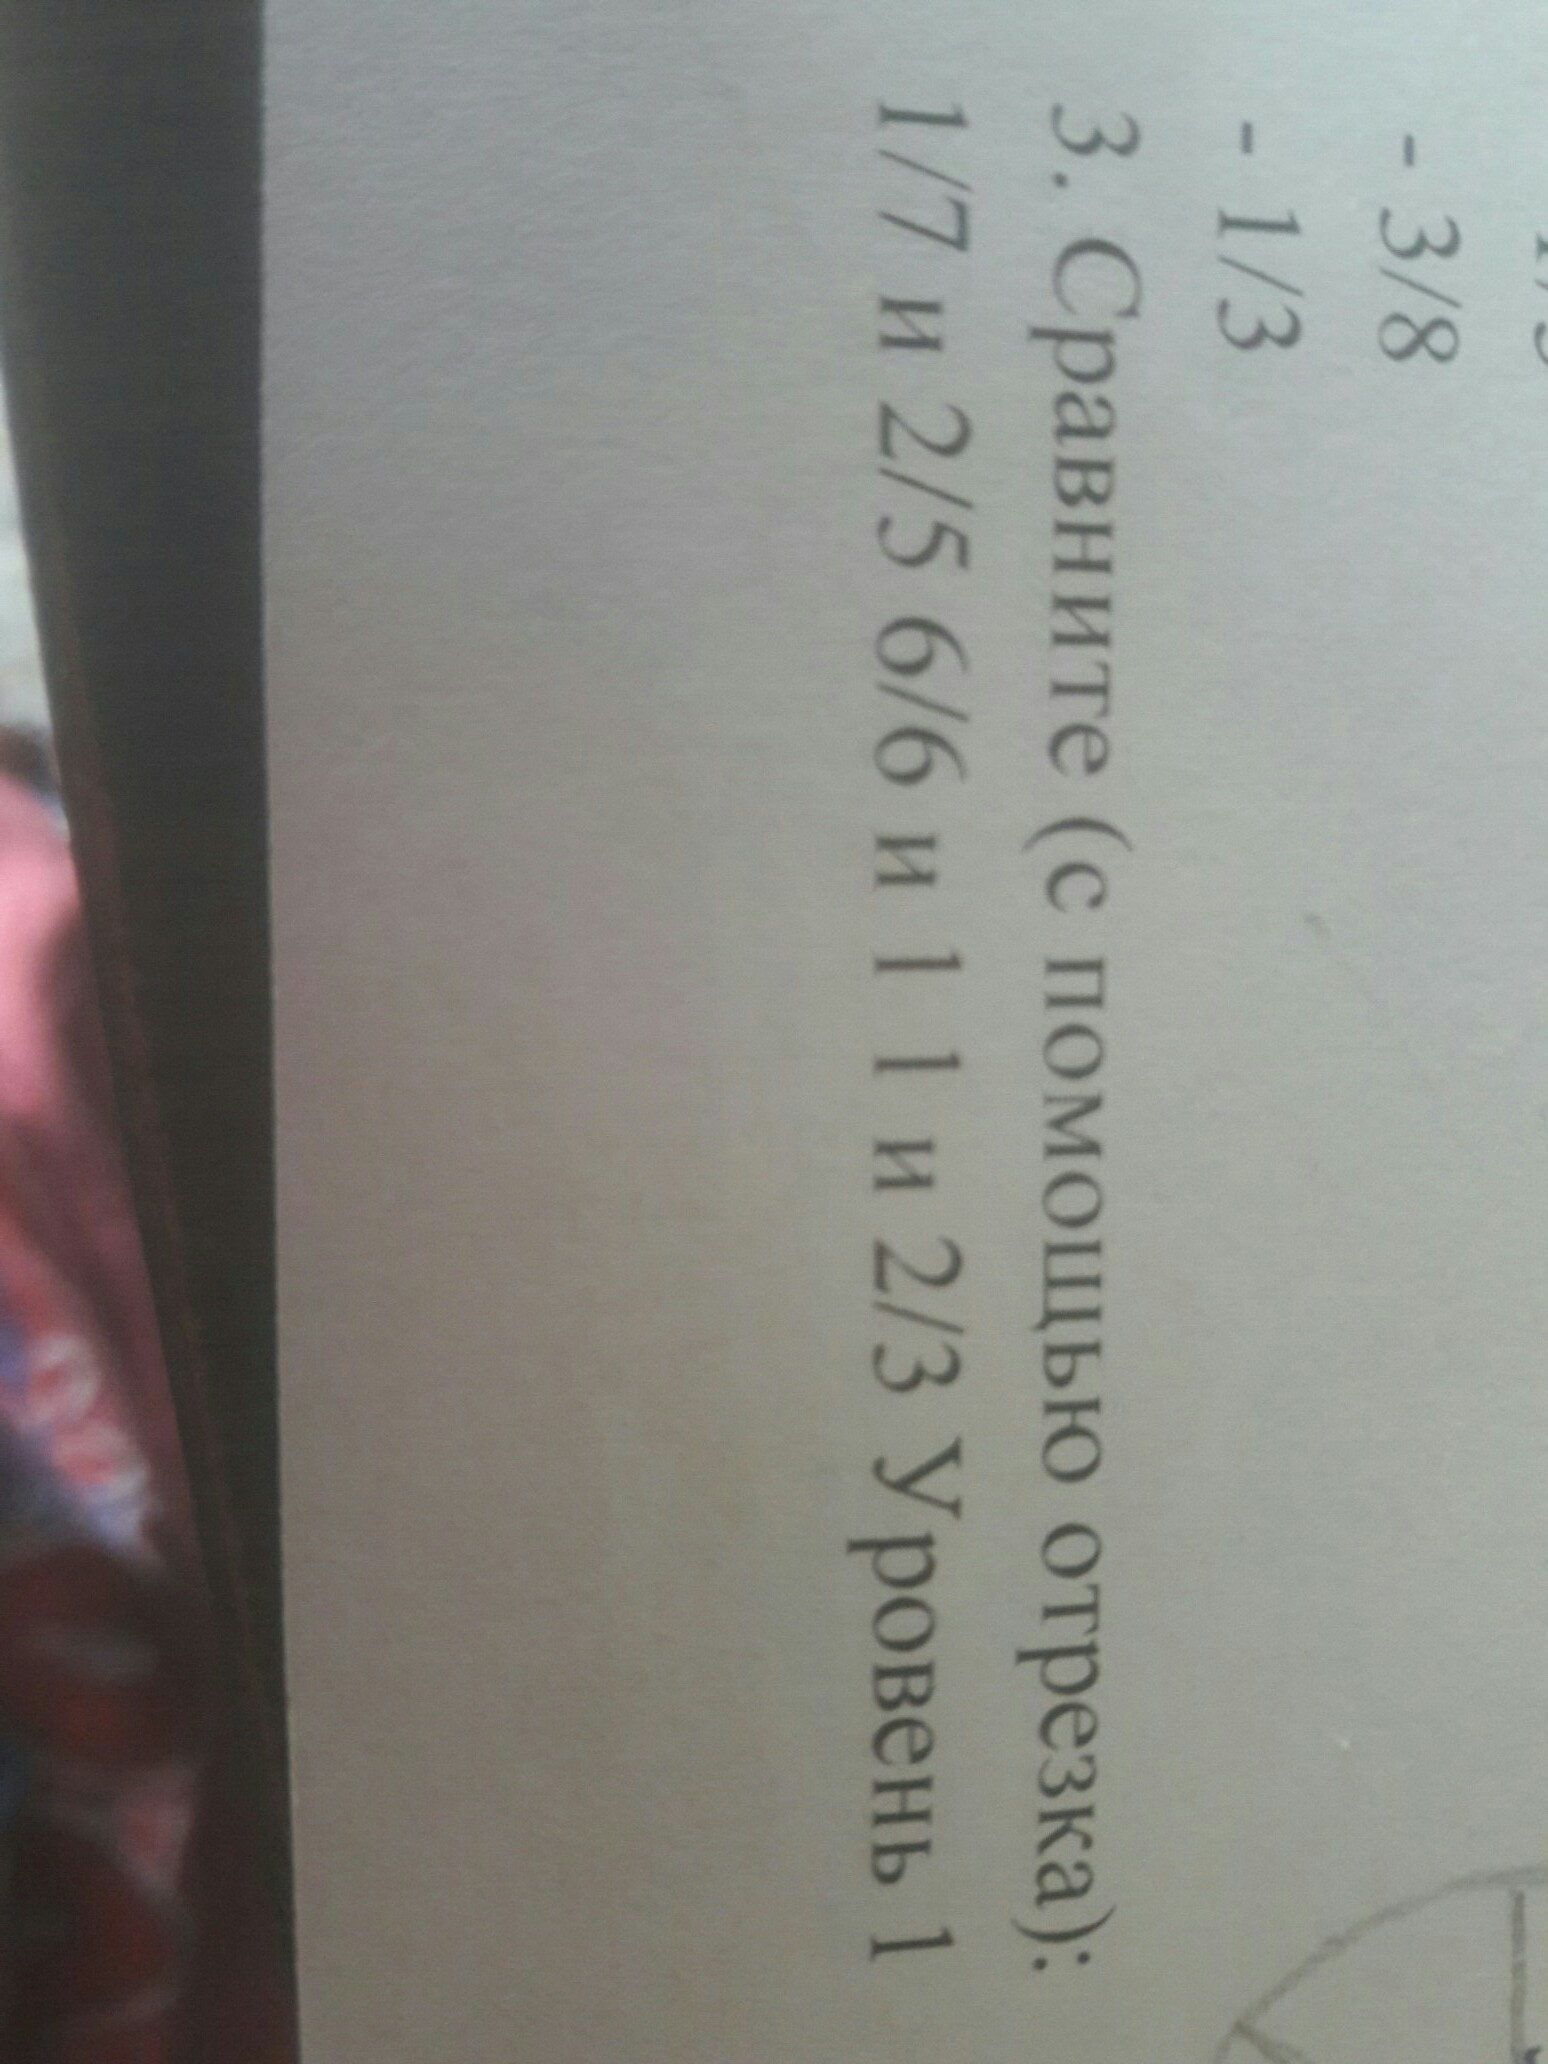 - 3/8
- 1/3
3. Сравните (с помощью отрезка):
1/7 и 2/5 6/6 и 1 1 и 2/3 Уровень 1